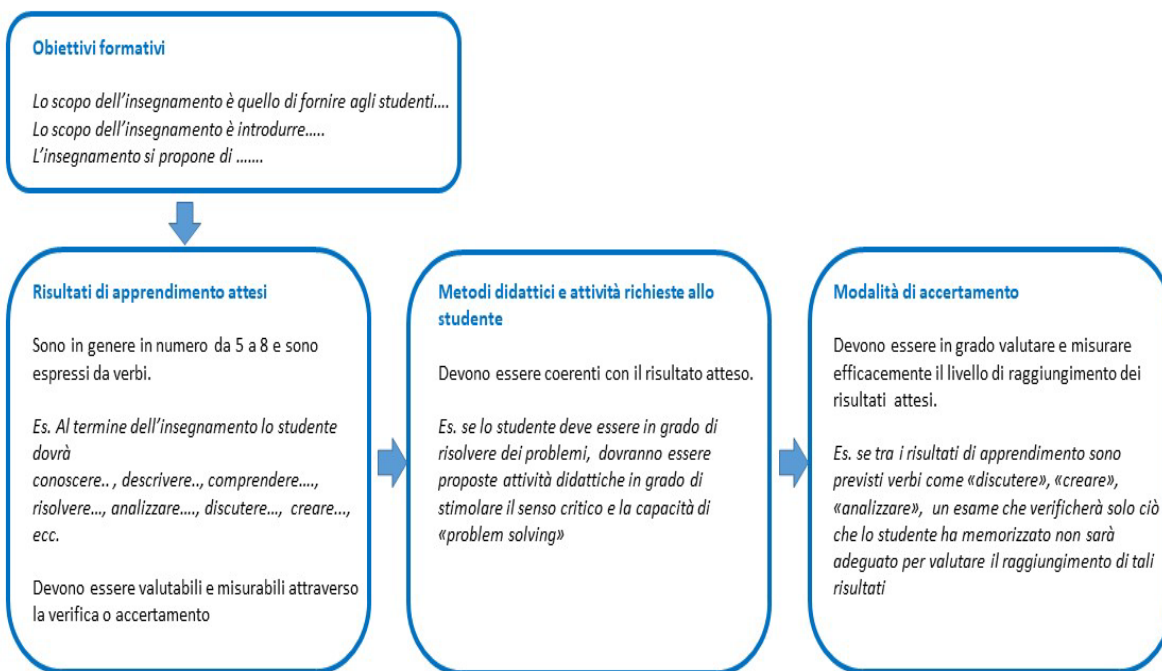 Obiettivi formativi
Lo scopo dell’insegnamento è quello di fornire agli studenti....
Lo scopo dell’insegnamento è introdurre.....
L’insegnamento si propone di .......
Risultati di apprendimento attesi
Sono in genere in numero da 5 a 8 e sono
espressi da verbi.
Es. Al termine dell’insegnamento lo studente
dovrà
conoscere.. , descrivere.., comprendere....,
risolvere..., analizzare...., discutere..., creare...,
ecc.
Devono essere valutabili e misurabili attraverso
la verifica o accertamento
Metodi didattici e attività richieste allo
studente
Devono essere coerenti con il risultato atteso.
Es. se lo studente deve essere in grado di
risolvere dei problemi, dovranno essere
proposte attività didattiche in grado di
stimolare il senso critico e la capacità di
«problem solving»
Modalità di accertamento
Devono essere in grado valutare e misurare
efficacemente il livello di raggiungimento dei
risultati attesi.
Es. se tra i risultati di apprendimento sono
previsti verbi come «discutere», «creare»,
«analizzare», un esame che verificherà solo ciò
che lo studente ha memorizzato non sarà
adeguato per valutare il raggiungimento di tali
risultati